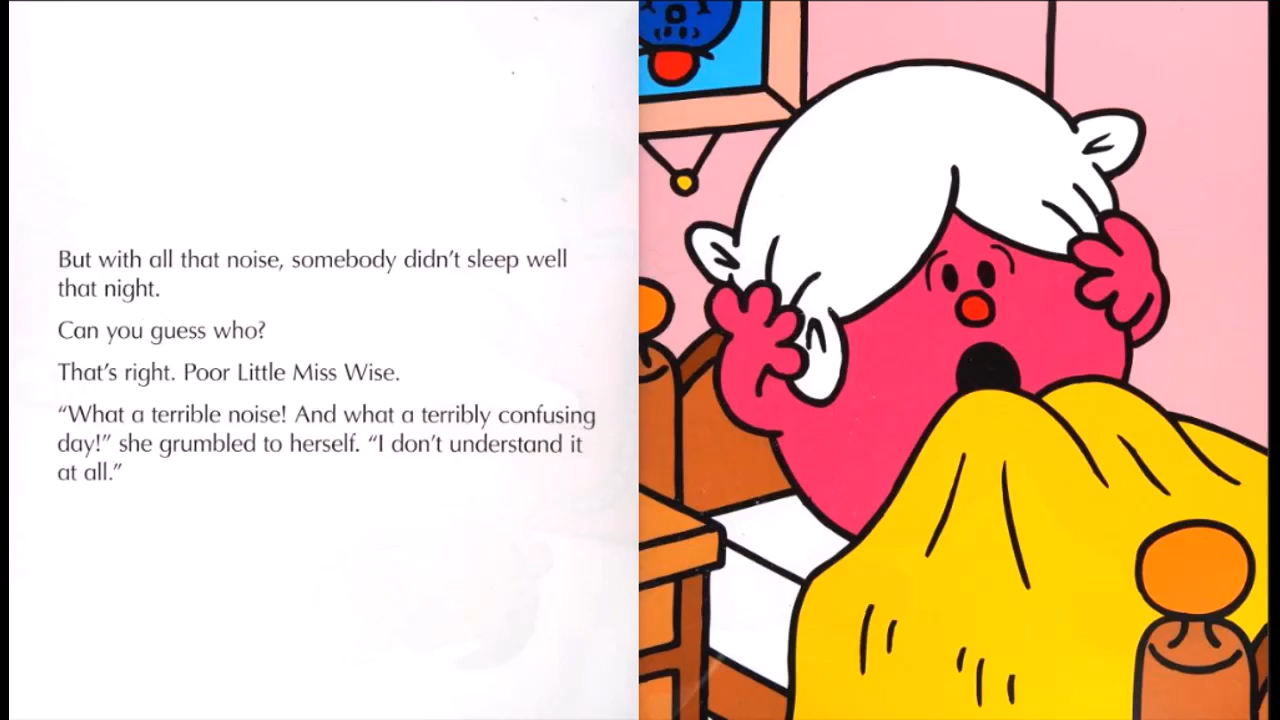 But with all that noise, somebody didn’t sleep well
that night.
Can you guess who?
That’s right. Poor Little Miss Wise.
“What a terrible noise! And what a terribly confusing
day!” she grumbled to herself. “I don’t understand it
at all.”